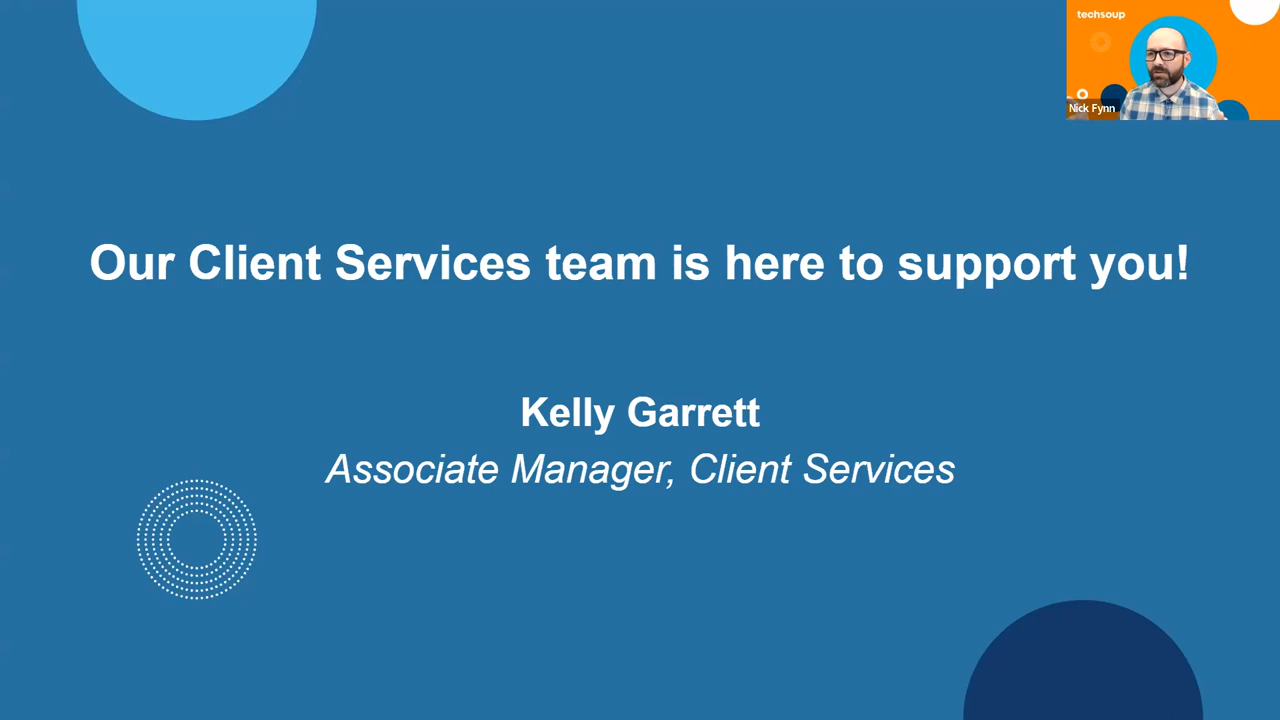 techsoup
Nick Fynn
Our Client Services team is here to support you!
Kelly Garrett
Associate Manager, Client Services